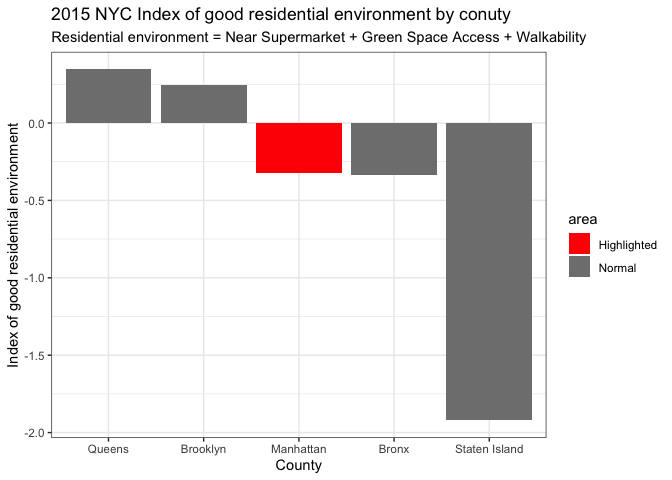 2015 NYC Index of good residential environment by conuty
Residential environment = Near Supermarket + Green Space Access + Walkability
Index of good residential environment
0.0
-0.5
-1.0
-1.5
-2.0
Queens
Brooklyn
Manhattan
Bronx
Staten Island
County
area
Highlighted
Normal